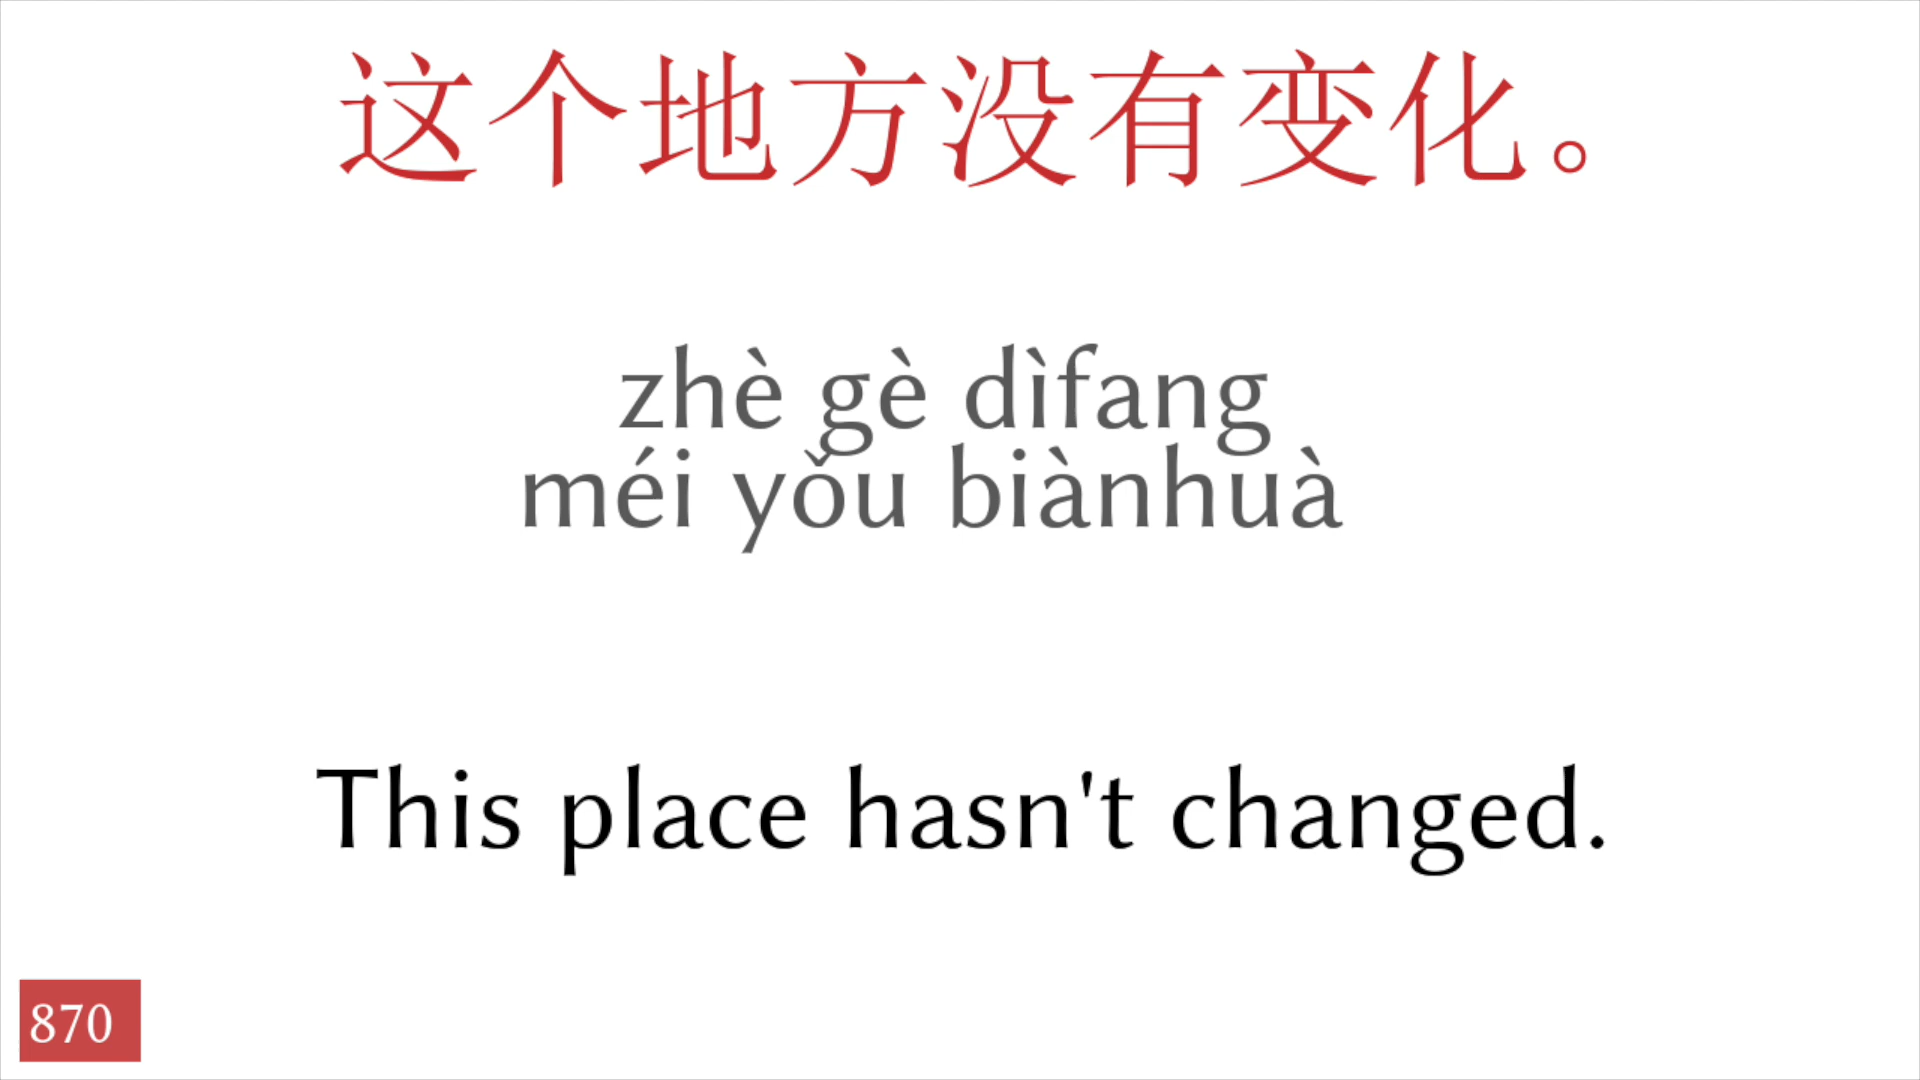 这个地方没有变化。
zhè gè dìfang
méi yǒu biànhuà
This place hasn't changed.
870